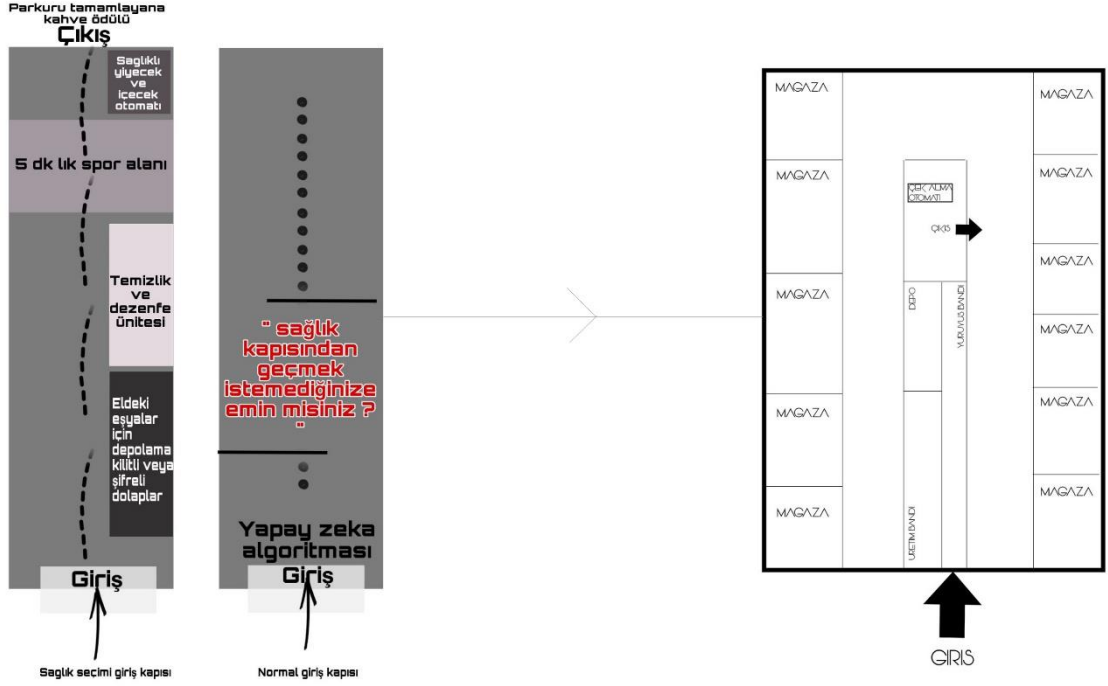 Parkuru tamamlayana
kahve ödülü
Çıkış
Saglıklı
yiyecek
ve
içecek
otomatı
5 dk lık spor alanı
Temizlik
ve
dezenfe
ünitesi
Eldeki
eşyalar
için
depolama
kilitli veya
şifreli
dolaplar
Giriş
Saglık seçimi giriş kapısı
" sağlık
kapısından
geçmek
istemediğinize
emin misiniz ?
"
Yapay zeka
algoritması
Giriş
Normal giriş kapısı
MAGAZA
MAGAZA
MAGAZA
MAGAZA
MAGAZA
ÇEK ALMA
OTOMATI
ÇIKIS
DEPO
YURUYUS BANDI
URETIM BANDI
MAGAZA
MAGAZA
MAGAZA
MAGAZA
MAGAZA
MAGAZA
GIRIS